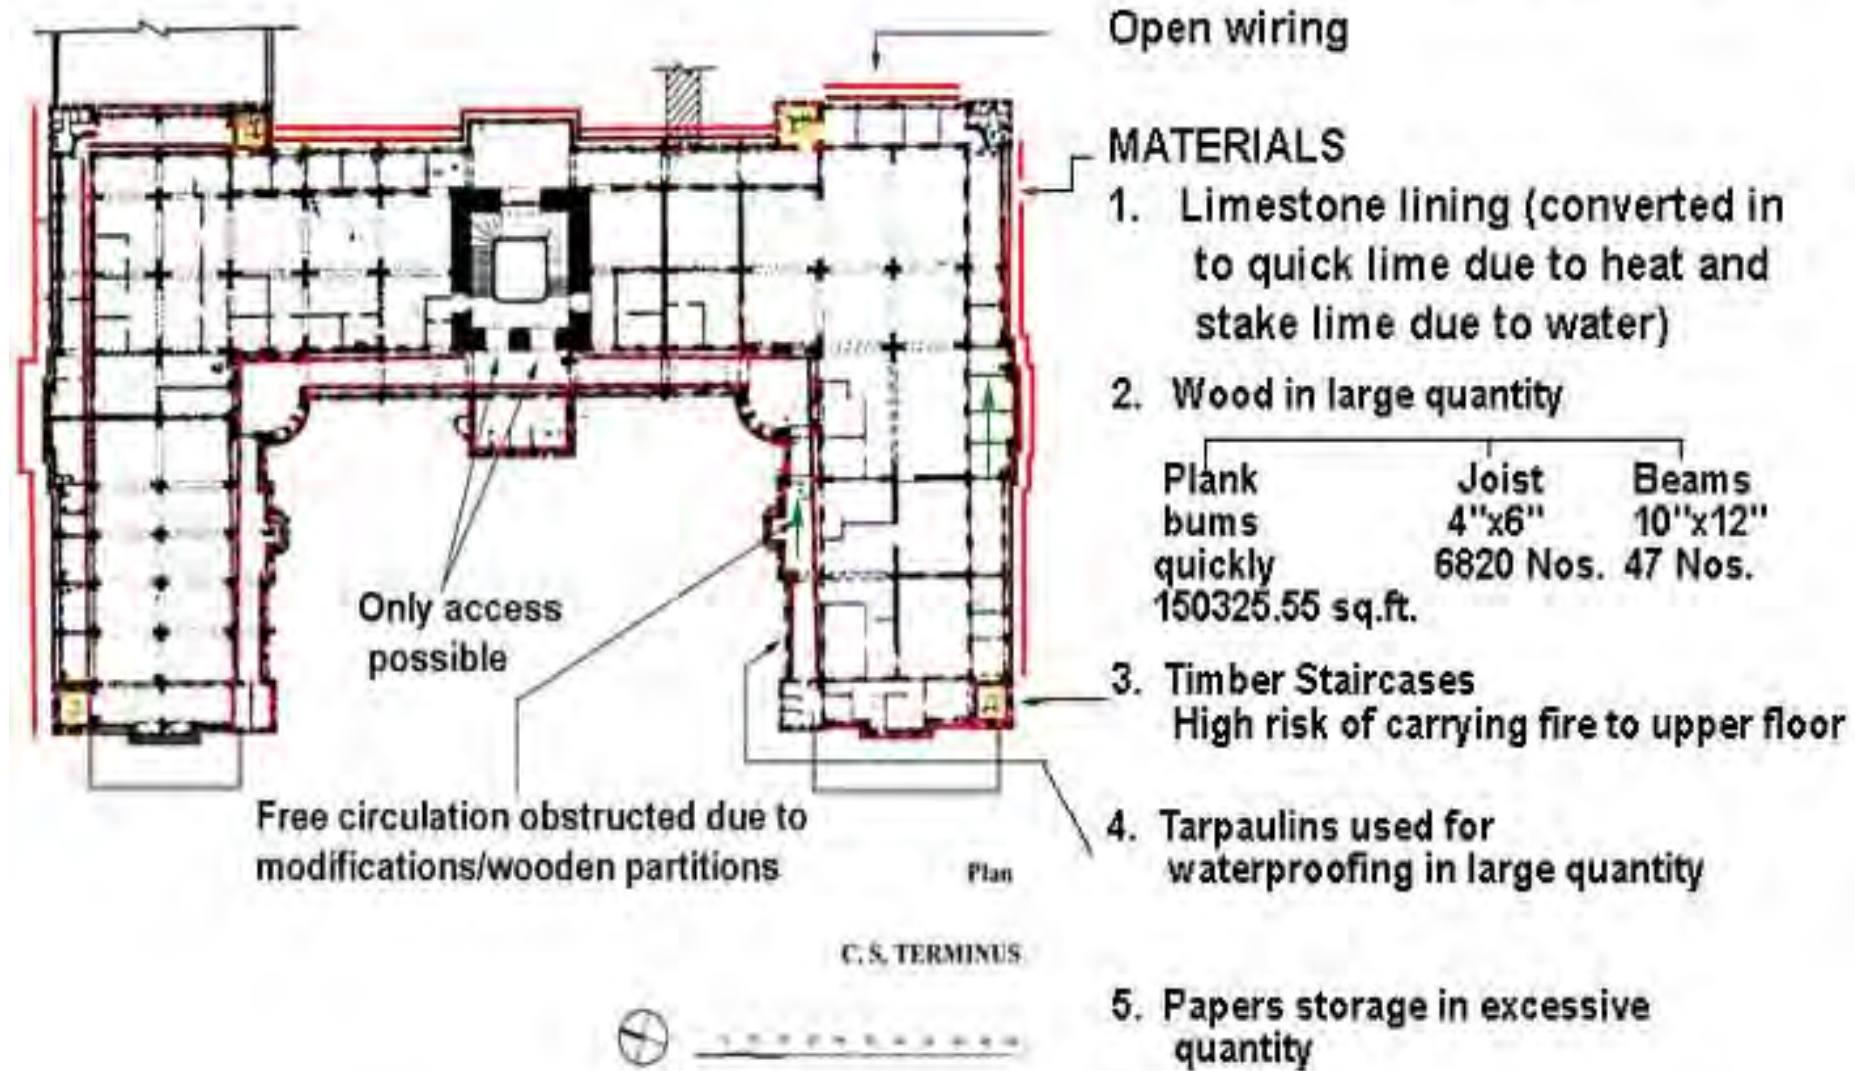 Open wiring
MATERIALS
1. Limestone lining (converted in
to quick lime due to heat and
stake lime due to water)
2. Wood in large quantity
Plank Joist Beams
bums 4"x6" 10"x12"
quickly 6820 Nos. 47 Nos.
150325.55 sq.ft.
Only access
possible
3. Timber Staircases
High risk of carrying fire to upper floor
Free circulation obstructed due to
modifications/wooden partitions
4. Tarpaulins used for
waterproofing in large quantity
Plan
C. S. TERMINUS
5. Papers storage in excessive
quantity